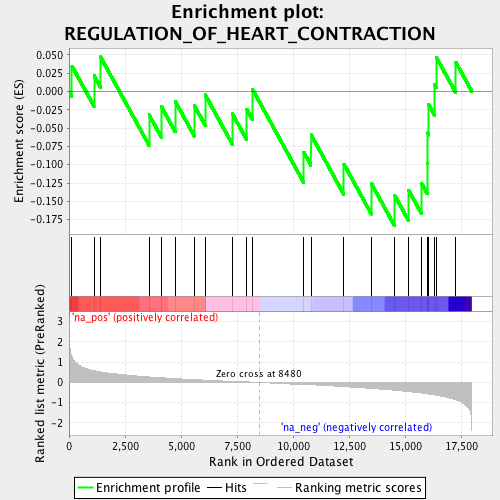 Enrichment plot:
REGULATION_OF_HEART_CONTRACTION
Enrichment score (ES)
0.050
0.025
0.000
-0.025
-0.050
-0.075
-0.100
-0.125
-0.150
-0.175
'na_pos' (positively correlated)
Ranked list metric (PreRanked)
3
2
1
0
-1
-2
Zero cross at 8480
'na_neg' (negatively correlated)
0
2,500
5,000
7,500
10,000
12,500
15,000
17,500
Rank in Ordered Dataset
Enrichment profile
Hits
Ranking metric scores